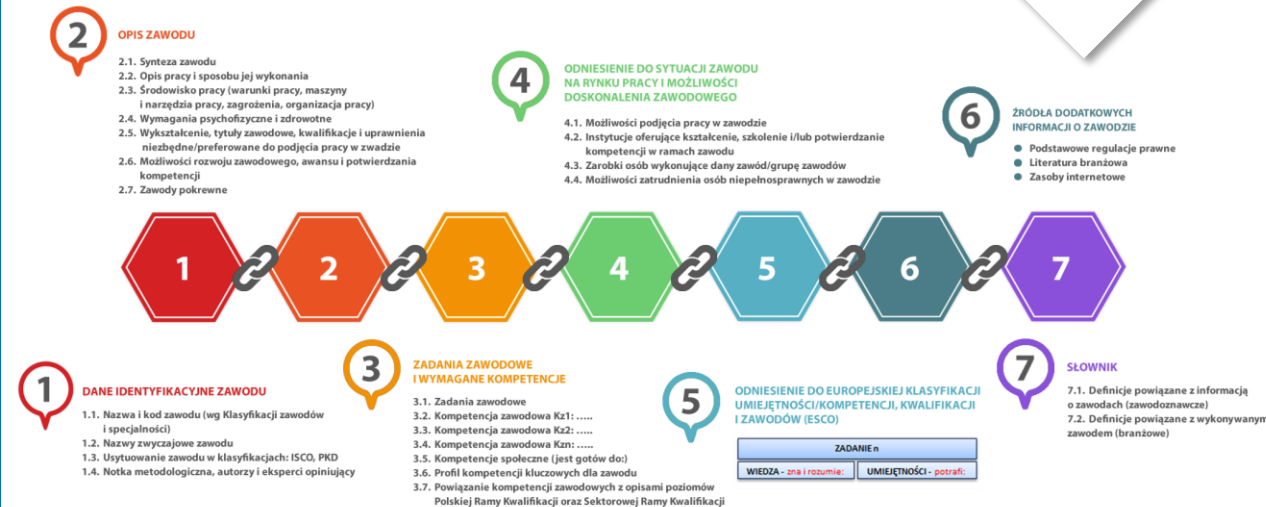 2
OPIS ZAWODU
2.1. Synteza zawodu
2.2. Opis pracy i sposobu jej wykonania
2.3. Środowisko pracy (warunki pracy, maszyny
i narzędzia pracy, zagrożenia, organizacja pracy)
2.4. Wymagania psychofizyczne i zdrowotne
2.5. Wykształcenie, tytuły zawodowe, kwalifikacje i uprawnienia
niezbędne/preferowane do podjęcia pracy w zwadzie
2.6. Możliwości rozwoju zawodowego, awansu i potwierdzania
kompetencji
2.7. Zawody pokrewne
4
ODNIESIENIE DO SYTUACJI ZAWODU
NA RYNKU PRACY I MOŻLIWOŚCI
DOSKONALENIA ZAWODOWEGO
4.1. Możliwości podjęcia pracy w zawodzie
4.2. Instytucje oferujące kształcenie, szkolenie i/lub potwierdzanie
kompetencji w ramach zawodu
4.3. Zarobki osób wykonujące dany zawód/grupę zawodów
4.4. Możliwości zatrudnienia osób niepełnosprawnych w zawodzie
6
ŹRÓDŁA DODATKOWYCH
INFORMACJI O ZAWODZIE
● Podstawowe regulacje prawne
● Literatura branżowa
● Zasoby internetowe
1 2 3 4 5 6 7
1
DANE IDENTYFIKACYJNE ZAWODU
1.1. Nazwa i kod zawodu (wg Klasyfikacji zawodów
i specjalności)
1.2. Nazwy zwyczajowe zawodu
1.3. Usytuowanie zawodu w klasyfikacjach: ISCO, PKD
1.4. Notka metodologiczna, autorzy i eksperci opiniujący
3
ZADANIA ZAWODOWE
I WYMAGANE KOMPETENCJE
3.1. Zadania zawodowe
3.2. Kompetencja zawodowa Kz1: .....
3.3. Kompetencja zawodowa Kz2: .....
3.4. Kompetencja zawodowa Kzn: .....
3.5. Kompetencje społeczne (jest gotów do:)
3.6. Profil kompetencji kluczowych dla zawodu
3.7. Powiązanie kompetencji zawodowych z opisami poziomów
Polskiej Ramy Kwalifikacji oraz Sektorowej Ramy Kwalifikacji
5
ODNIESIENIE DO EUROPEJSKIEJ KLASYFIKACJI
UMIEJĘTNOŚCI/KOMPETENCJI, KWALIFIKACJI
I ZAWODÓW (ESCO)
ZADANIE n
WIEDZA - zna i rozumie: UMIEJĘTNOŚCI - potrafi:
7
SŁOWNIK
7.1. Definicje powiązane z informacją
o zawodach (zawodoznawcze)
7.2. Definicje powiązane z wykonywanym
zawodem (branżowe)